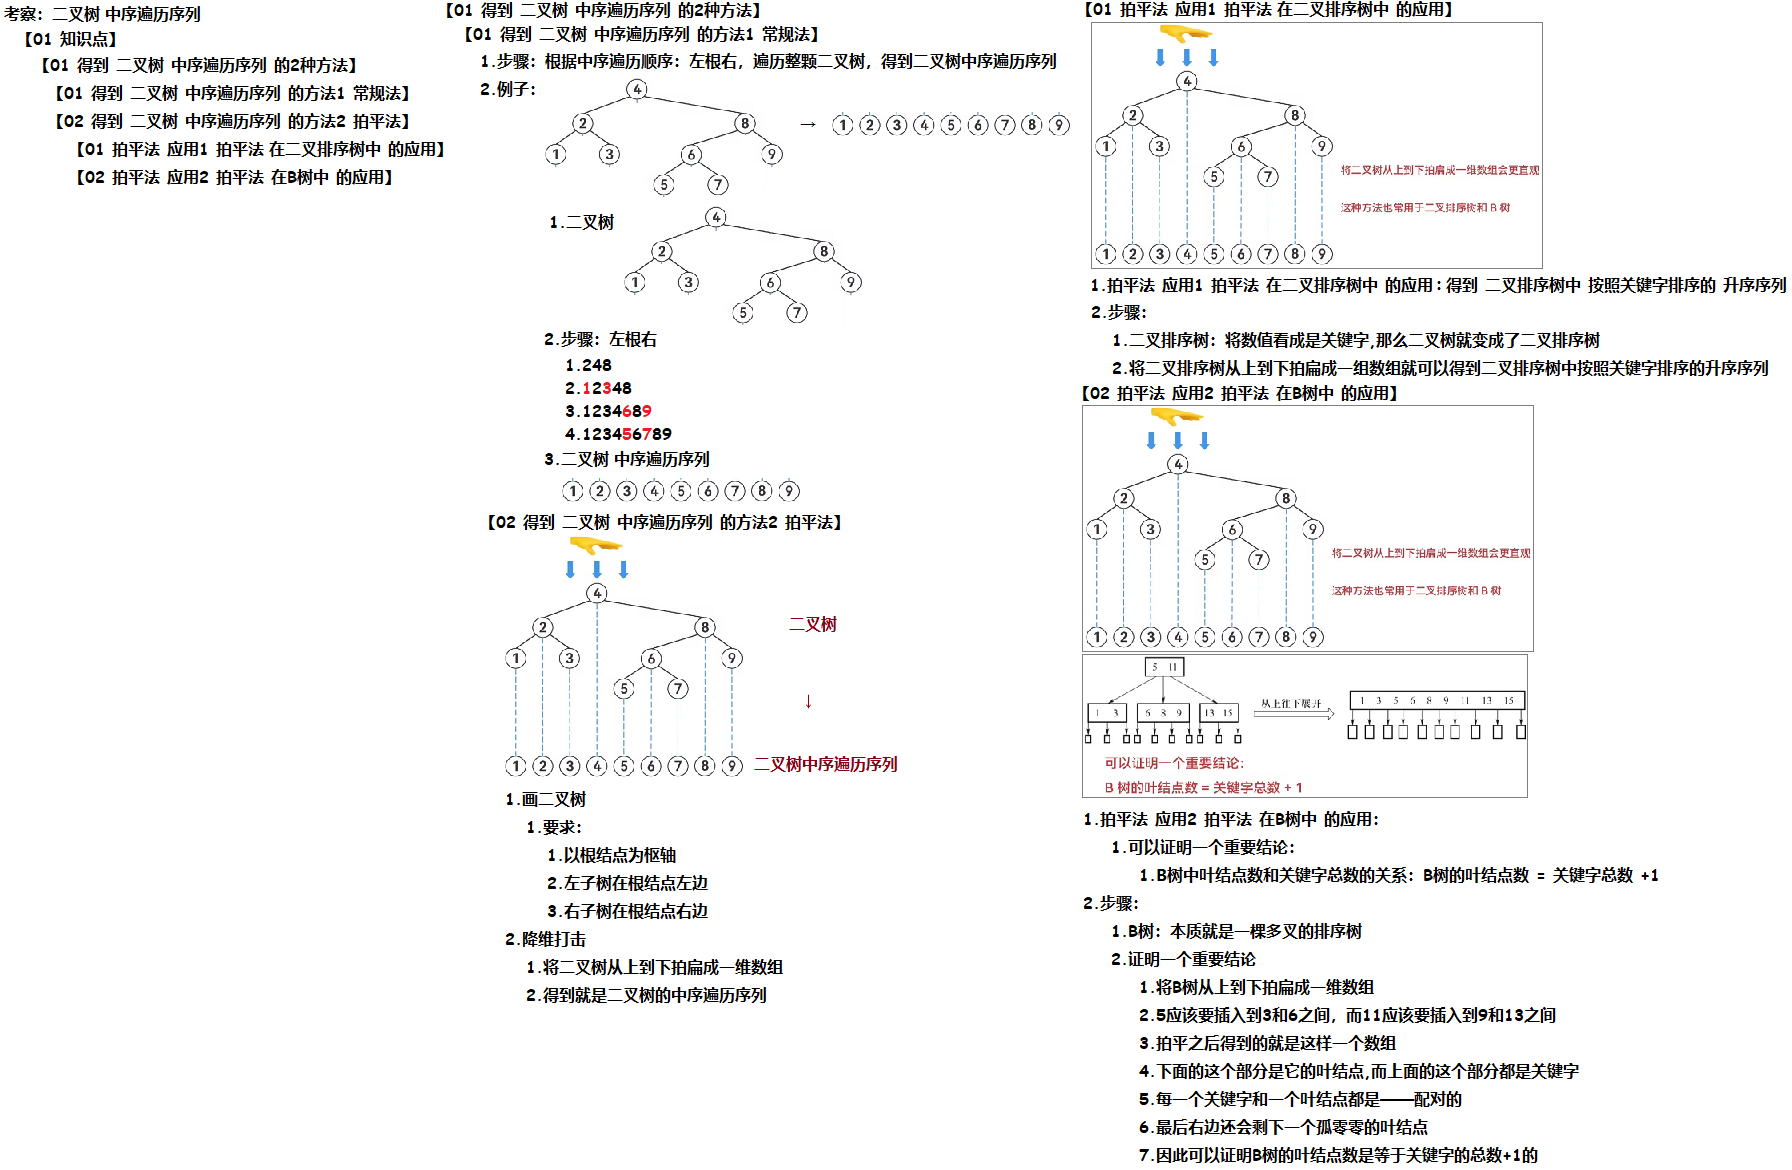 考察：二叉树 中序遍历序列
【01 知识点】
【01 得到 二叉树 中序遍历序列 的2种方法】
【01 得到 二叉树 中序遍历序列 的方法1 常规法】
【02 得到 二叉树 中序遍历序列 的方法2 拍平法】
【01 拍平法 应用1 拍平法 在二叉排序树中 的应用】
【02 拍平法 应用2 拍平法 在B树中 的应用】
【01 得到 二叉树 中序遍历序列 的2种方法】
【01 得到 二叉树 中序遍历序列 的方法1 常规法】
1.步骤：根据中序遍历顺序：左根右，遍历整颗二叉树，得到二叉树中序遍历序列
2.例子：
4
2 8
1 3 6 9
5 7
→ 1 2 3 4 5 6 7 8 9
1.二叉树
4
2 8
1 3 6 9
5 7
2.步骤：左根右
1.248
2.12348
3.1234689
4.123456789
3.二叉树 中序遍历序列
1 2 3 4 5 6 7 8 9
【02 得到 二叉树 中序遍历序列 的方法2 拍平法】
4
2 8
二叉树
1 3 6 9
5 7
↓
1 2 3 4 5 6 7 8 9
二叉树中序遍历序列
1.画二叉树
1.要求：
1.以根结点为枢轴
2.左子树在根结点左边
3.右子树在根结点右边
2.降维打击
1.将二叉树从上到下拍扁成一维数组
2.得到就是二叉树的中序遍历序列
【01 拍平法 应用1 拍平法 在二叉排序树中 的应用】
4
2 8
1 3 6 9
5 7
将二叉树从上到下拍扁成一维数组会更直观
这种方法也常用于二叉排序树和 B 树
1 2 3 4 5 6 7 8 9
1.拍平法 应用1 拍平法 在二叉排序树中 的应用：得到 二叉排序树中 按照关键字排序的 升序序列
2.步骤：
1.二叉排序树：将数值看成是关键字,那么二叉树就变成了二叉排序树
2.将二叉排序树从上到下拍扁成一组数组就可以得到二叉排序树中按照关键字排序的升序序列
【02 拍平法 应用2 拍平法 在B树中 的应用】
4
2 8
1 3 6 9
5 7
将二叉树从上到下拍扁成一维数组会更直观
这种方法也常用于二叉排序树和 B 树
1 2 3 4 5 6 7 8 9
5 11
1 3 6 8 9 13 15
从上往下展开
1 3 5 6 8 9 11 13 15
可以证明一个重要结论：
B 树的叶结点数 = 关键字总数 + 1
1.拍平法 应用2 拍平法 在B树中 的应用：
1.可以证明一个重要结论：
1.B树中叶结点数和关键字总数的关系：B树的叶结点数 = 关键字总数 +1
2.步骤：
1.B树：本质就是一棵多叉的排序树
2.证明一个重要结论
1.将B树从上到下拍扁成一维数组
2.5应该要插入到3和6之间，而11应该要插入到9和13之间
3.拍平之后得到的就是这样一个数组
4.下面的这个部分是它的叶结点,而上面的这个部分都是关键字
5.每一个关键字和一个叶结点都是一一配对的
6.最后右边还会剩下一个孤零零的叶结点
7.因此可以证明B树的叶结点数是等于关键字的总数+1的